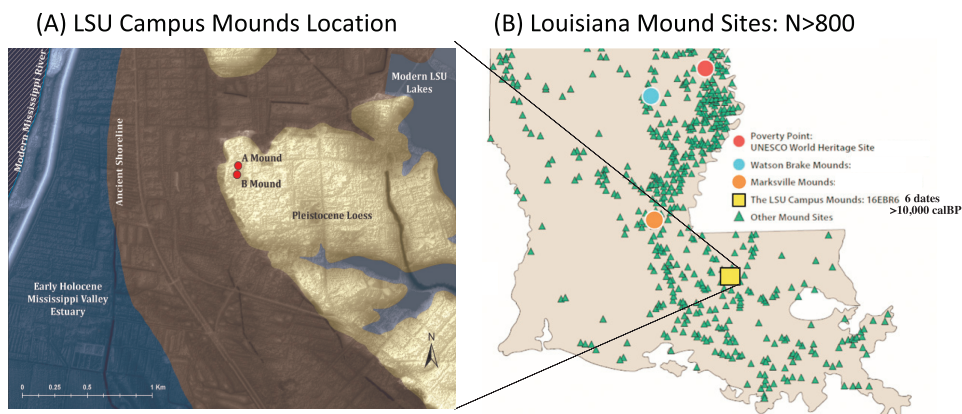 (A) LSU Campus Mounds Location
(B) Louisiana Mound Sites: N>800
Modern Mississippi River
Ancient Shoreline
Modern LSU
Lakes
A Mound
B Mound
Pleistocene Loess
Early Holocene
Mississippi Valley
Estuary
N
0 0.25 0.5 1 Km
Poverty Point:
UNESCO World Heritage Site
Watson Brake Mounds:
Marksville Mounds:
The LSU Campus Mounds: 16EBR6 6 dates
>10,000 calBP
Other Mound Sites